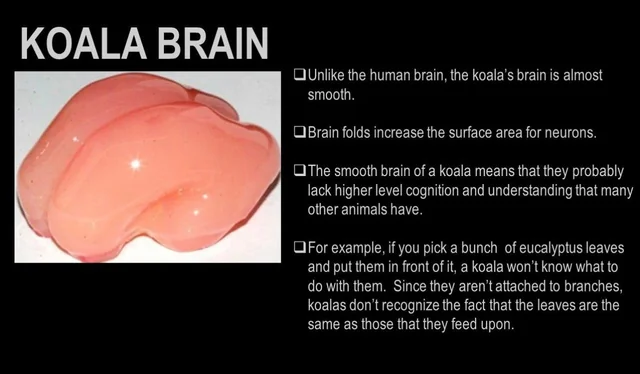 KOALA BRAIN
❑Unlike the human brain, the koala's brain is almost
smooth.
❑Brain folds increase the surface area for neurons.
❑The smooth brain of a koala means that they probably
lack higher level cognition and understanding that many
other animals have.
❑For example, if you pick a bunch of eucalyptus leaves
and put them in front of it, a koala won't know what to
do with them. Since they aren't attached to branches,
koalas don't recognize the fact that the leaves are the
same as those that they feed upon.